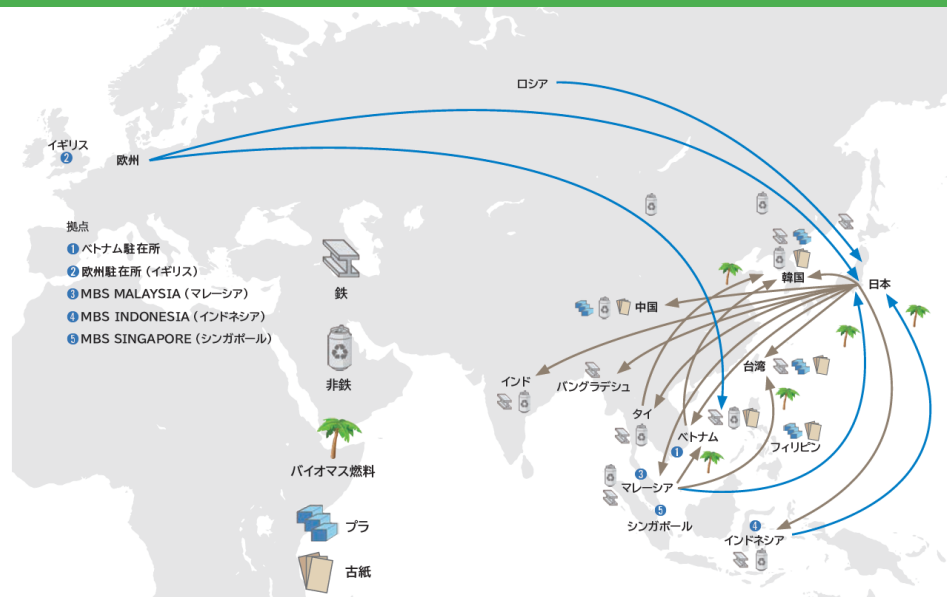 ロシア
イギリス
❷
欧州
拠点
❶ベトナム駐在所
❷欧州駐在所（イギリス）
❸MBS MALAYSIA（マレーシア）
❹MBS INDONESIA（インドネシア）
❺MBS SINGAPORE（シンガポール）
鉄
非鉄
バイオマス燃料
プラ
古紙
韓国
日本
中国
台湾
インド
バングラデシュ
タイ
ベトナム
❶
フィリピン
❸
マレーシア
❺
シンガポール
❹
インドネシア